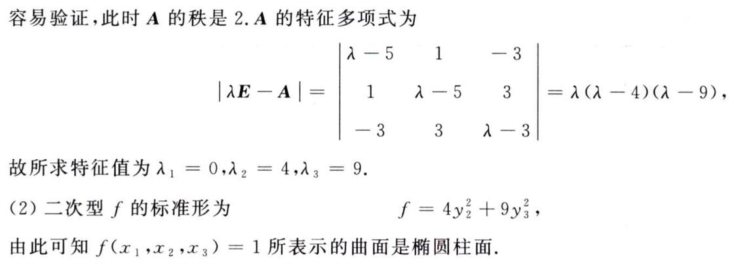 容易验证,此时 A 的秩是 2. A 的特征多项式为
|λE − A| = | λ − 5  1  − 3 |
| 1  λ − 5  3 | = λ(λ − 4)(λ − 9),
| − 3  3  λ − 3 |
故所求特征值为 λ₁ = 0, λ₂ = 4, λ₃ = 9.
(2) 二次型 f 的标准形为 f = 4y₂² + 9y₃²,
由此可知 f(x₁, x₂, x₃) = 1 所表示的曲面是椭圆柱面.